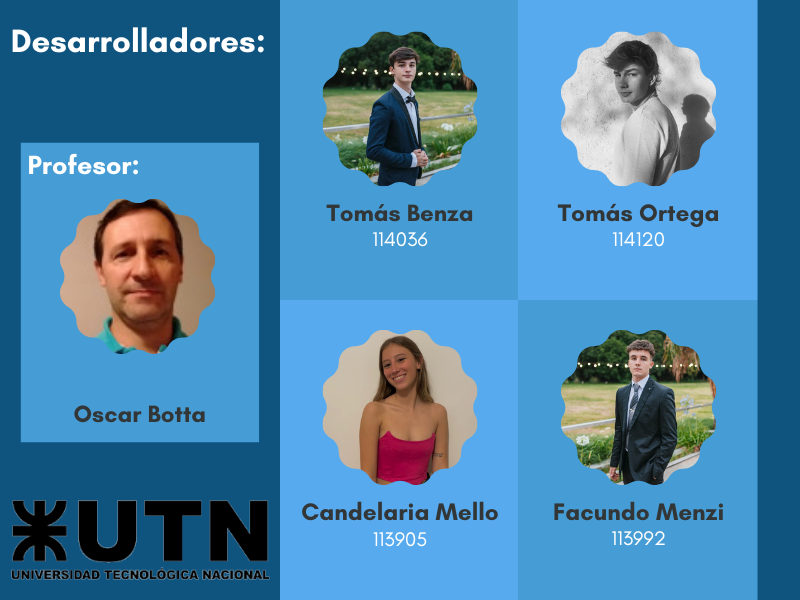 Desarrolladores:
Profesor:
Oscar Botta
Tomás Benza
114036
Tomás Ortega
114120
Candelaria Mello
113905
Facundo Menzi
113992
UTN
UNIVERSIDAD TECNOLÓGICA NACIONAL